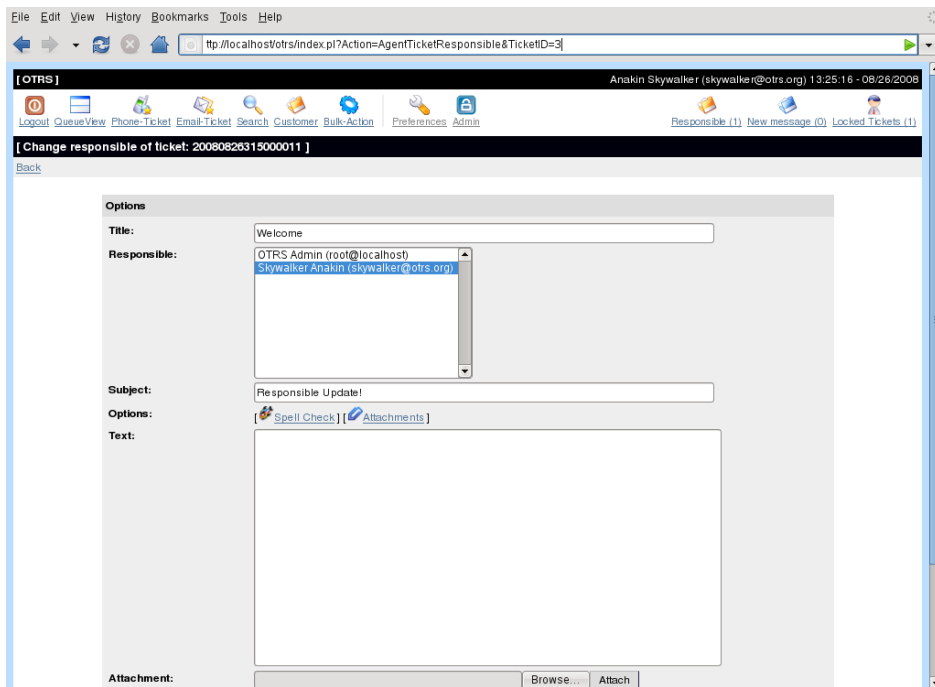 File Edit View History Bookmarks Tools Help
ttp://localhost/otrs/index.pl?Action=AgentTicketResponsible&TicketID=3
[ OTRS ] Anakin Skywalker (skywalker@otrs.org) 13:25:16 - 08/26/2008
Logout QueueView Phone-Ticket Email-Ticket Search Customer Bulk-Action Preferences Admin Responsible (1) New message (0) Locked Tickets (1)
[ Change responsible of ticket: 20080826315000011 ]
Back
Options
Title: Welcome
Responsible: OTRS Admin (root@localhost)
Skywalker Anakin (skywalker@otrs.org)
Subject: Responsible Update!
Options: [ Spell Check ] [ Attachments ]
Text:
Attachment: Browse... Attach